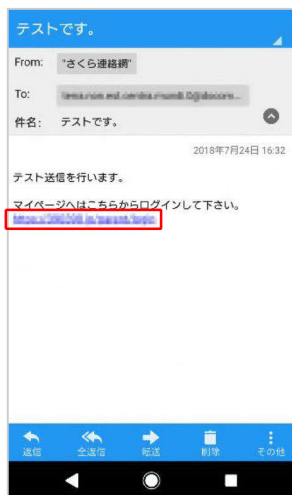 テストです。
From: "さくら連絡網"
To:
件名: テストです。
2018年7月24日 16:32
テスト送信を行います。
マイページへはこちらからログインして下さい。
返信 全返信 転送 削除 その他